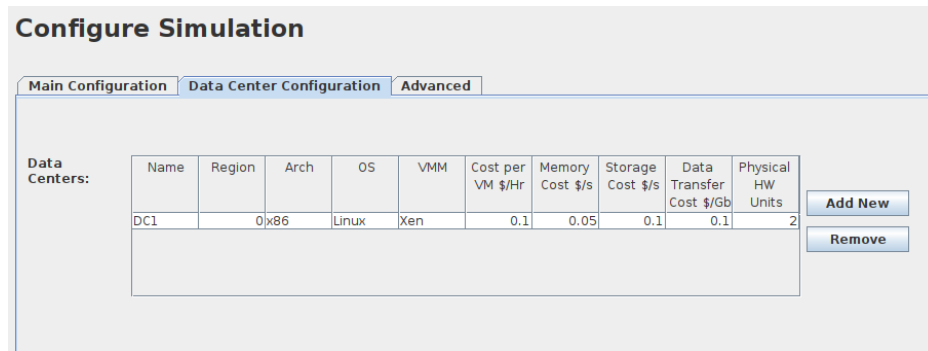 Configure Simulation
Main Configuration Data Center Configuration Advanced
Data
Centers:
Name Region Arch OS VMM Cost per Memory Storage Data Physical
VM $/Hr Cost $/s Cost $/s Transfer HW
Cost $/Gb Units
DC1 0 x86 Linux Xen 0.1 0.05 0.1 0.1 2
Add New
Remove